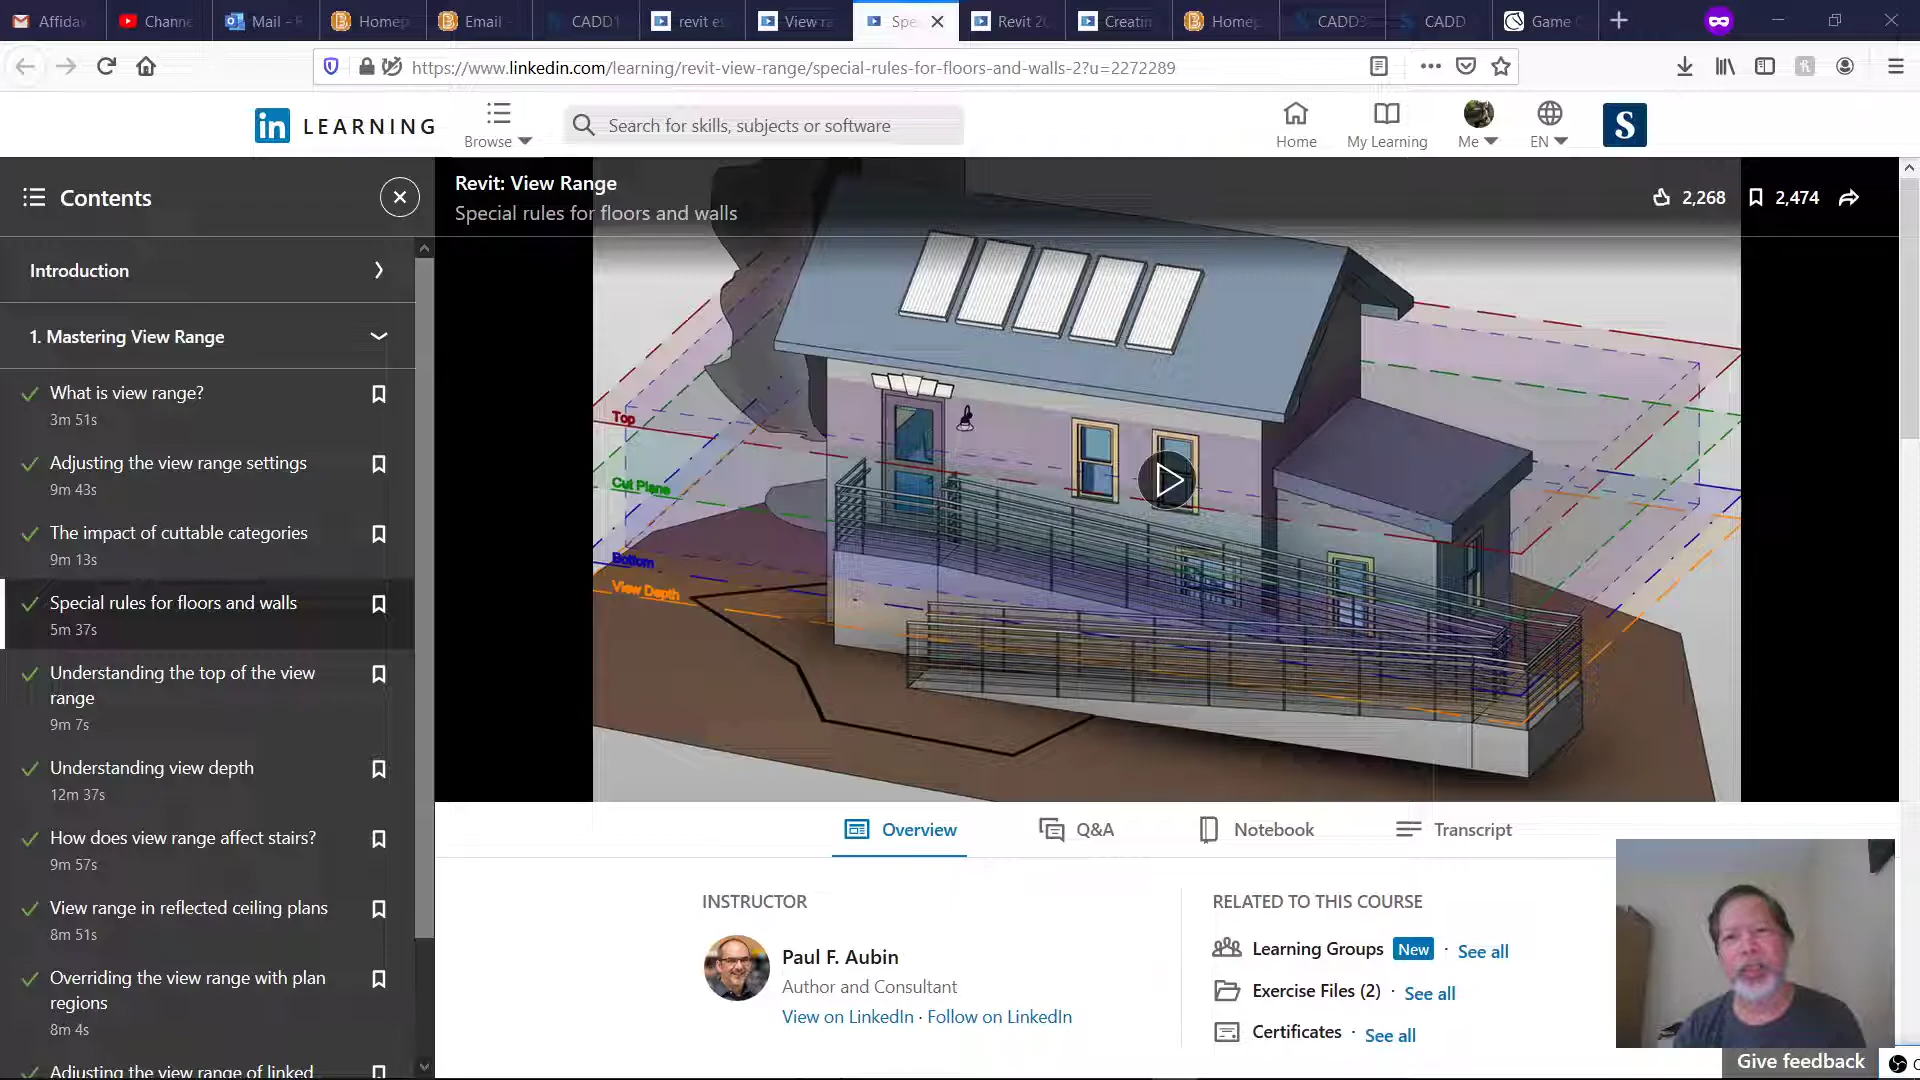 Affida
Channe
Mail -
Homep
Email -
CADD1
revit es
View ra
Spe
Revit 20
Creatin
Homep
CADD3
CADD
Game
https://www.linkedin.com/learning/revit-view-range/special-rules-for-floors-and-walls-2?u=2272289
in LEARNING
Browse
Search for skills, subjects or software
Home
My Learning
Me
EN
S
Contents
Revit: View Range
Special rules for floors and walls
2,268
2,474
Introduction
1. Mastering View Range
What is view range?
3m 51s
Adjusting the view range settings
9m 43s
The impact of cuttable categories
9m 13s
Special rules for floors and walls
5m 37s
Understanding the top of the view
range
9m 7s
Understanding view depth
12m 37s
How does view range affect stairs?
9m 57s
View range in reflected ceiling plans
8m 51s
Overriding the view range with plan
regions
8m 4s
Adjusting the view range of linked
Top
Cut Plane
Bottom
View Depth
Overview
Q&A
Notebook
Transcript
INSTRUCTOR
Paul F. Aubin
Author and Consultant
View on LinkedIn · Follow on LinkedIn
RELATED TO THIS COURSE
Learning Groups New · See all
Exercise Files (2) · See all
Certificates · See all
Give feedback